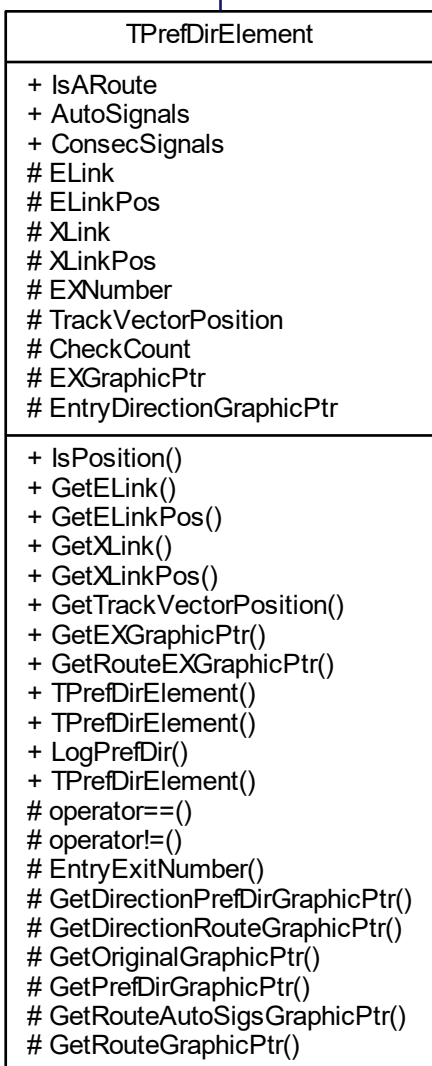 TPrefDirElement
+ IsARoute
+ AutoSignals
+ ConsecSignals
# ELink
# ELinkPos
# XLink
# XLinkPos
# EXNumber
# TrackVectorPosition
# CheckCount
# EXGraphicPtr
# EntryDirectionGraphicPtr
+ IsPosition()
+ GetELink()
+ GetELinkPos()
+ GetXLink()
+ GetXLinkPos()
+ GetTrackVectorPosition()
+ GetEXGraphicPtr()
+ GetRouteEXGraphicPtr()
+ TPrefDirElement()
+ TPrefDirElement()
+ LogPrefDir()
+ TPrefDirElement()
# operator==()
# operator!=()
# EntryExitNumber()
# GetDirectionPrefDirGraphicPtr()
# GetDirectionRouteGraphicPtr()
# GetOriginalGraphicPtr()
# GetPrefDirGraphicPtr()
# GetRouteAutoSigsGraphicPtr()
# GetRouteGraphicPtr()